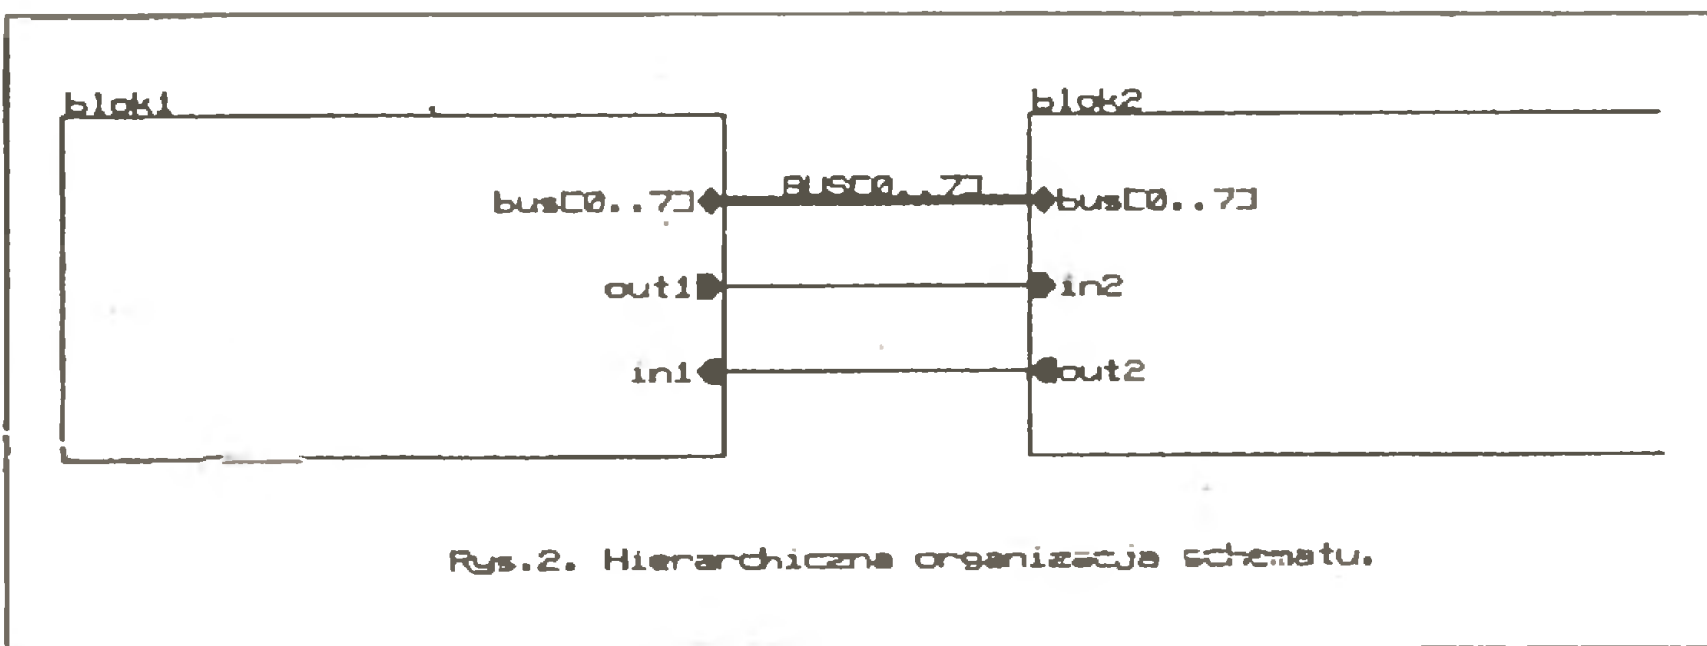 blok1 blok2
bus[0..7] BUS[0..7] bus[0..7]
out1 in2
in1 out2
Rys.2. Hierarchiczna organizacja schematu.